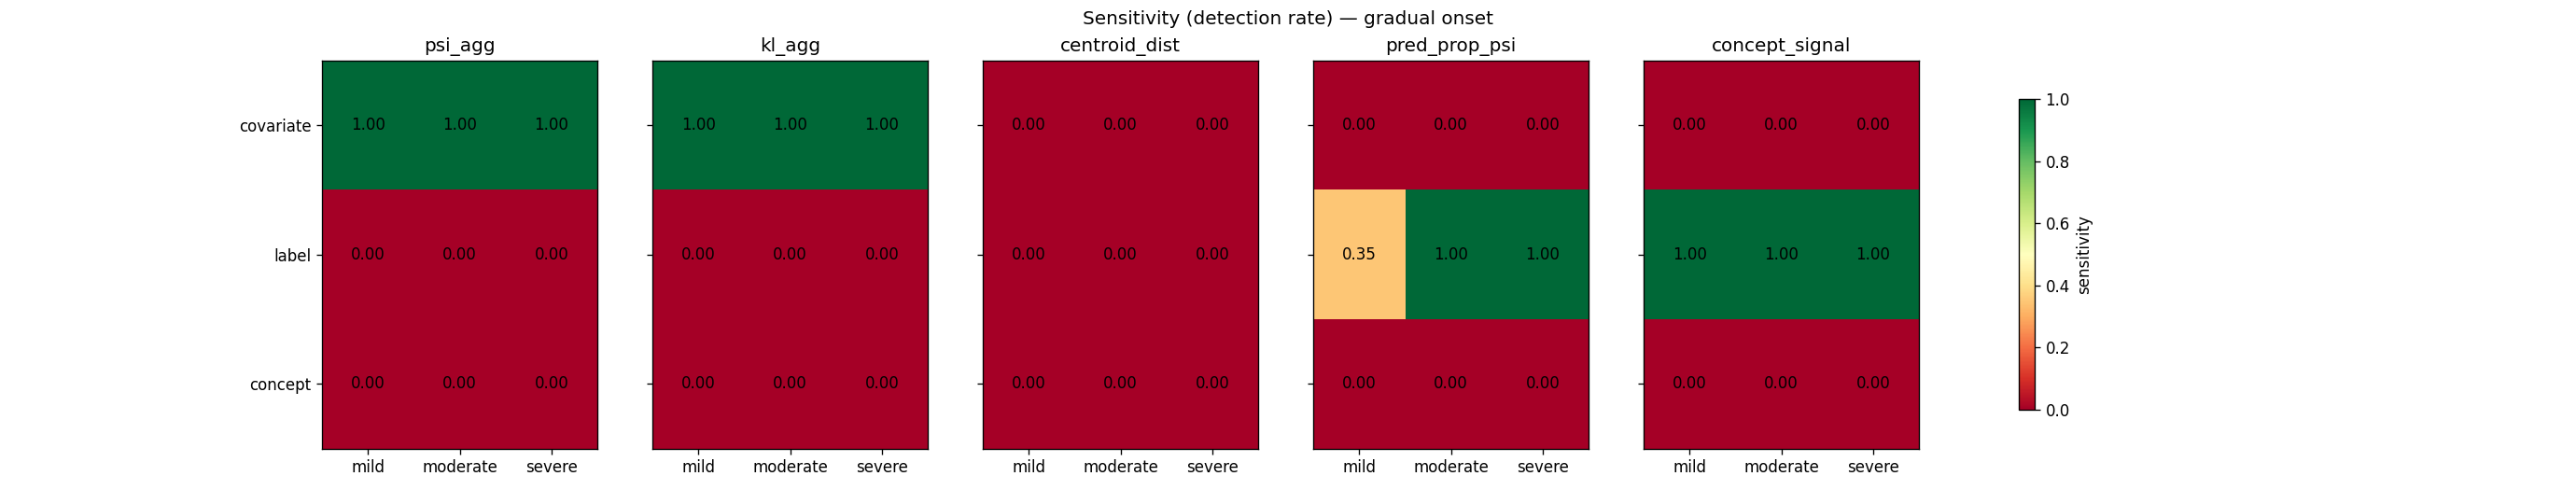 Sensitivity (detection rate) — gradual onset
psi_agg kl_agg centroid_dist pred_prop_psi concept_signal
covariate 1.00 1.00 1.00 1.00 1.00 1.00 0.00 0.00 0.00 0.00 0.00 0.00 0.00 0.00 0.00
label 0.00 0.00 0.00 0.00 0.00 0.00 0.00 0.00 0.00 0.35 1.00 1.00 1.00 1.00 1.00
concept 0.00 0.00 0.00 0.00 0.00 0.00 0.00 0.00 0.00 0.00 0.00 0.00 0.00 0.00 0.00
mild moderate severe mild moderate severe mild moderate severe mild moderate severe mild moderate severe
1.0
0.8
0.6
0.4
0.2
0.0
sensitivity